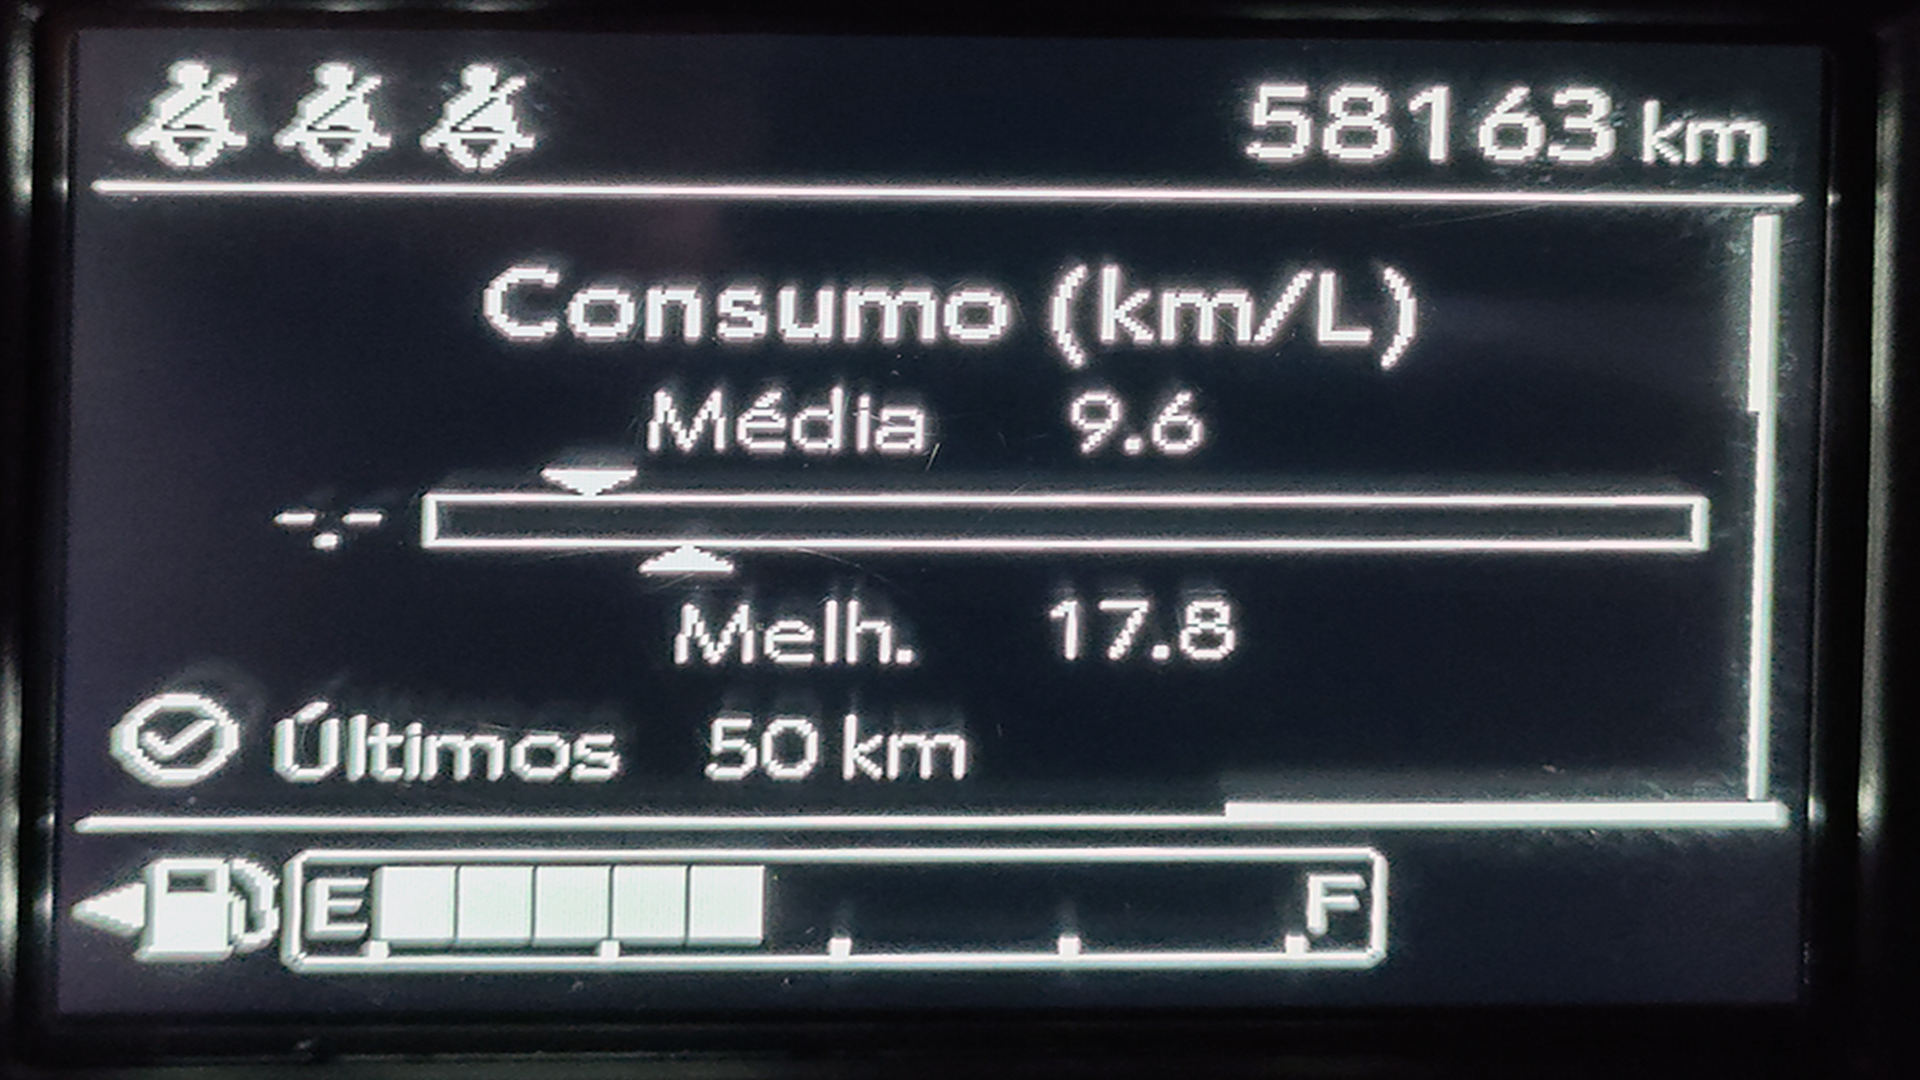 58163 km
Consumo (km/L)
Média 9.6
-.-
Melh. 17.8
Últimos 50 km
E F